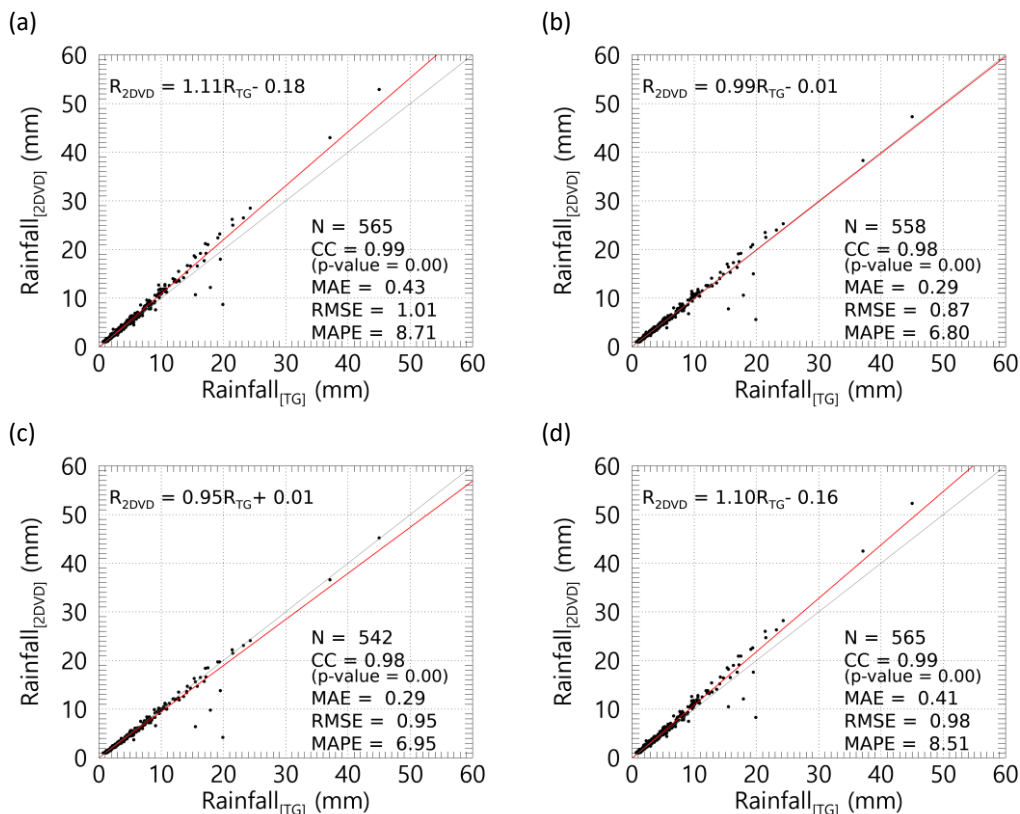 (a)
60
50
40
30
20
10
0
Rainfall[2DVD] (mm)
R2DVD = 1.11RTG- 0.18
N = 565
CC = 0.99
(p-value = 0.00)
MAE = 0.43
RMSE = 1.01
MAPE = 8.71
0 10 20 30 40 50 60
Rainfall[TG] (mm)
(b)
60
50
40
30
20
10
0
Rainfall[2DVD] (mm)
R2DVD = 0.99RTG- 0.01
N = 558
CC = 0.98
(p-value = 0.00)
MAE = 0.29
RMSE = 0.87
MAPE = 6.80
0 10 20 30 40 50 60
Rainfall[TG] (mm)
(c)
60
50
40
30
20
10
0
Rainfall[2DVD] (mm)
R2DVD = 0.95RTG+ 0.01
N = 542
CC = 0.98
(p-value = 0.00)
MAE = 0.29
RMSE = 0.95
MAPE = 6.95
0 10 20 30 40 50 60
Rainfall[TG] (mm)
(d)
60
50
40
30
20
10
0
Rainfall[2DVD] (mm)
R2DVD = 1.10RTG- 0.16
N = 565
CC = 0.99
(p-value = 0.00)
MAE = 0.41
RMSE = 0.98
MAPE = 8.51
0 10 20 30 40 50 60
Rainfall[TG] (mm)